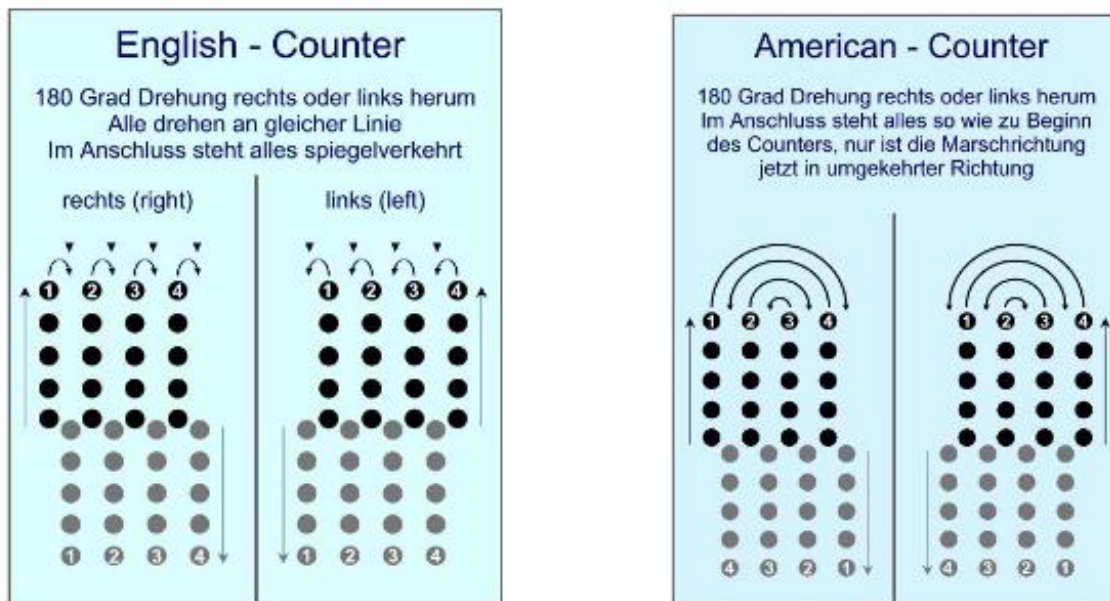 English - Counter
180 Grad Drehung rechts oder links herum
Alle drehen an gleicher Linie
Im Anschluss steht alles spiegelverkehrt
rechts (right)
links (left)
1 2 3 4
1 2 3 4
1 2 3 4
1 2 3 4
American - Counter
180 Grad Drehung rechts oder links herum
Im Anschluss steht alles so wie zu Beginn
des Counters, nur ist die Marschrichtung
jetzt in umgekehrter Richtung
1 2 3 4
1 2 3 4
4 3 2 1
4 3 2 1